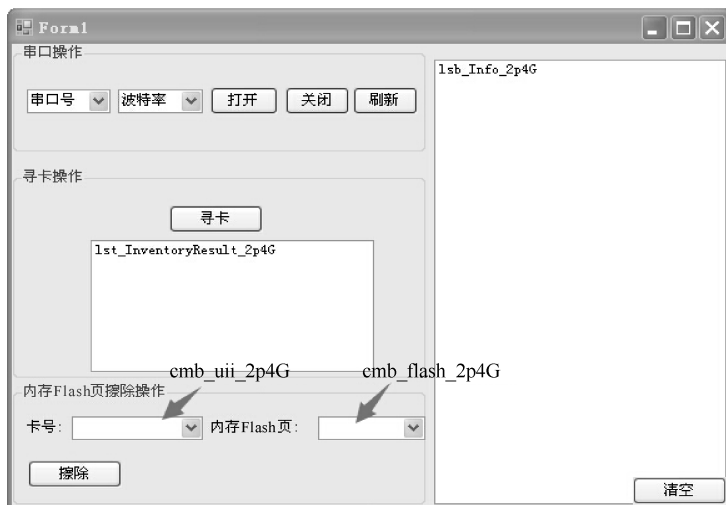 Form1
串口操作
串口号 波特率 打开 关闭 刷新
lsb_Info_2p4G
寻卡操作
寻卡
lst_InventoryResult_2p4G
cmb_uii_2p4G cmb_flash_2p4G
内存Flash页擦除操作
卡号: 内存Flash页:
擦除
清空